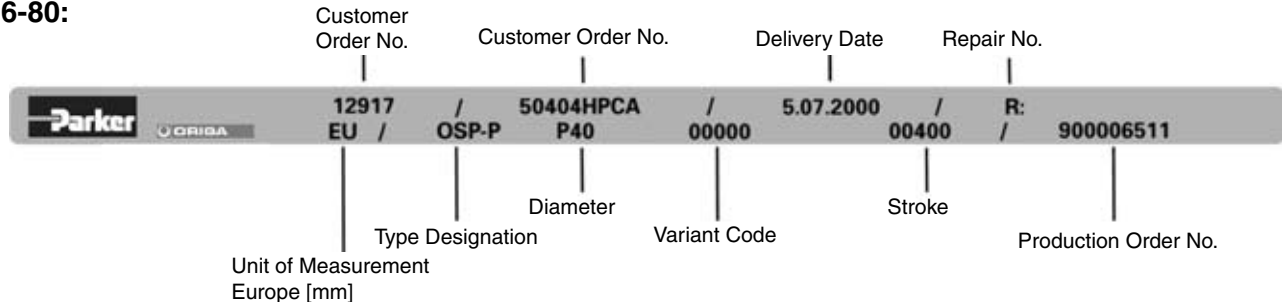 6-80:
Customer
Order No.
Customer Order No.
Delivery Date
Repair No.
Parker ORIGA
12917 / 50404HPCA / 5.07.2000 / R:
EU / OSP-P P40 00000 00400 / 900006511
Diameter
Stroke
Type Designation
Variant Code
Production Order No.
Unit of Measurement
Europe [mm]